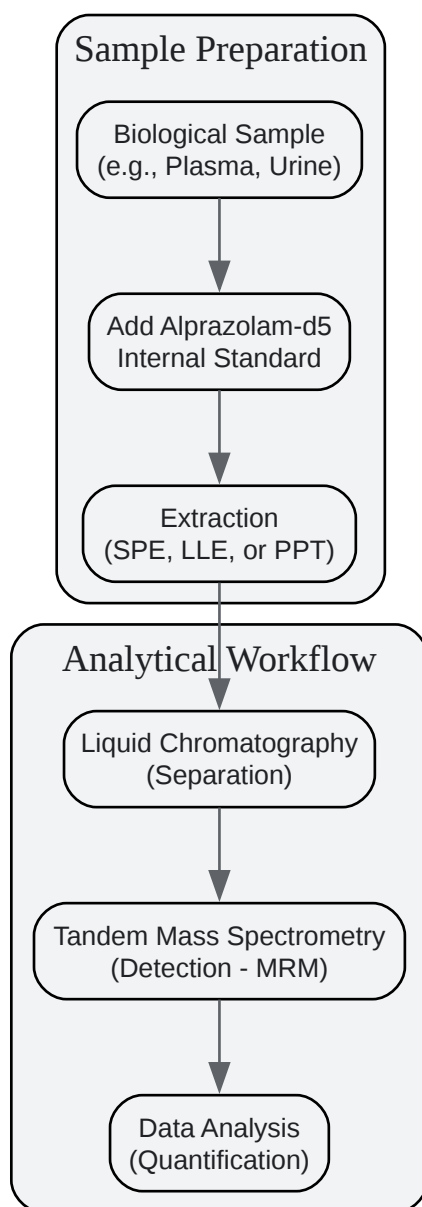 Sample Preparation
Biological Sample
(e.g., Plasma, Urine)
Add Alprazolam-d5
Internal Standard
Extraction
(SPE, LLE, or PPT)
Analytical Workflow
Liquid Chromatography
(Separation)
Tandem Mass Spectrometry
(Detection - MRM)
Data Analysis
(Quantification)